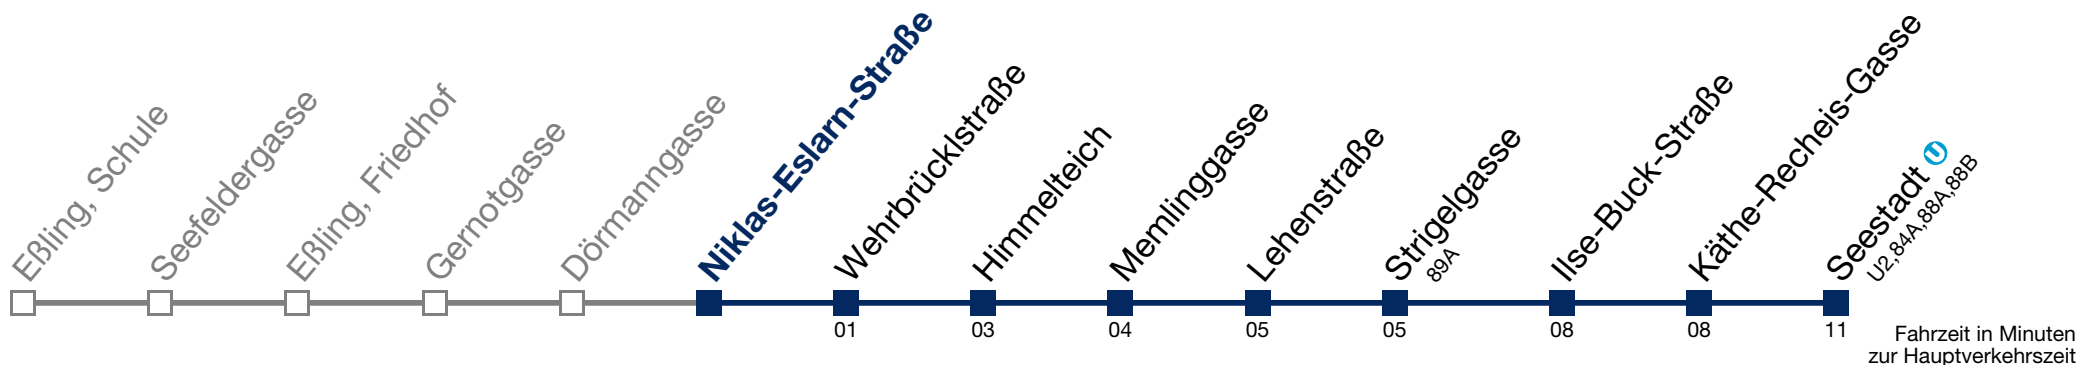 Eßling, Schule
Seefeldergasse
Eßling, Friedhof
Gernotgasse
Dörmanngasse
Niklas-Eslarn-Straße
Wehrbrücklstraße
01
Himmelteich
03
Memlinggasse
04
Lehenstraße
05
Strigelgasse
89A
05
Ilse-Buck-Straße
08
Käthe-Recheis-Gasse
08
Seestadt U
U2,84A,88A,88B
11
Fahrzeit in Minuten
zur Hauptverkehrszeit